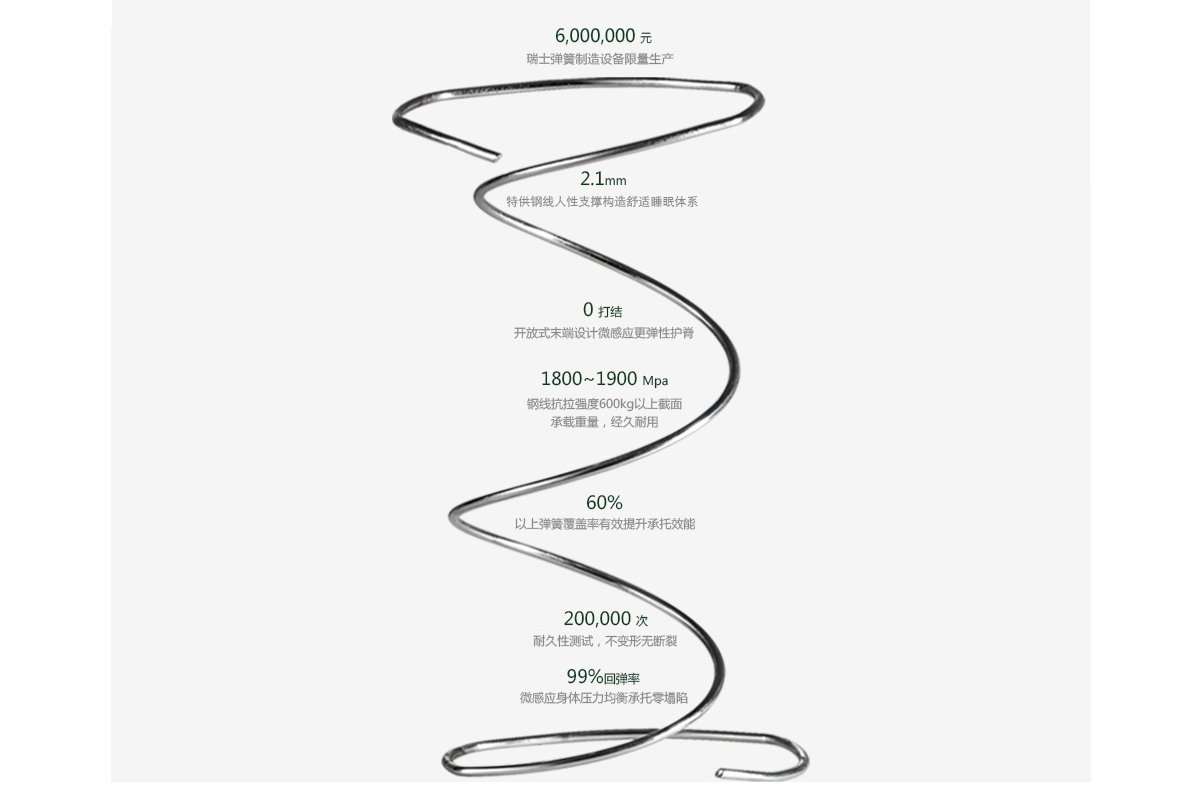 6,000,000 元
瑞士弹簧制造设备限量生产
2.1mm
特供钢线人性支撑构造舒适睡眠体系
0 打结
开放式末端设计微感应更弹性护脊
1800~1900 Mpa
钢线抗拉强度600kg以上截面
承载重量，经久耐用
60%
以上弹簧覆盖率有效提升承托效能
200,000 次
耐久性测试，不变形无断裂
99%回弹率
微感应身体压力均衡承托零塌陷